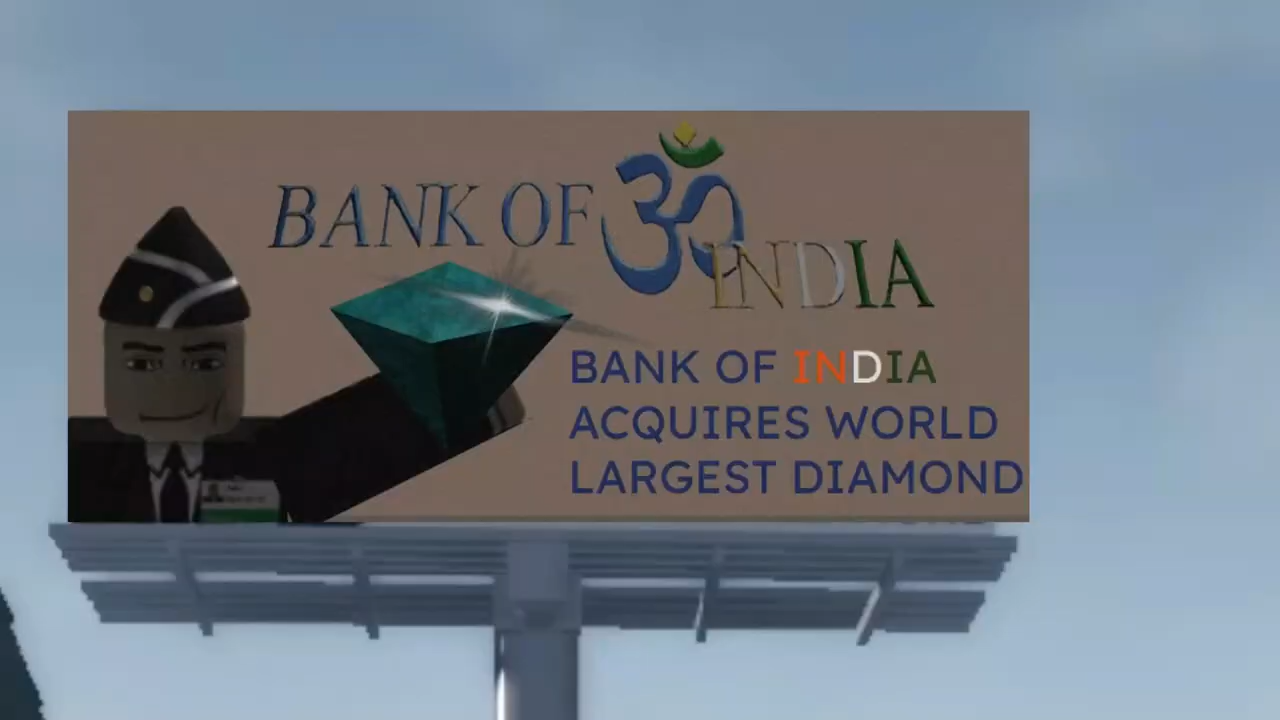 BANK OF ॐ
INDIA
BANK OF INDIA
ACQUIRES WORLD
LARGEST DIAMOND